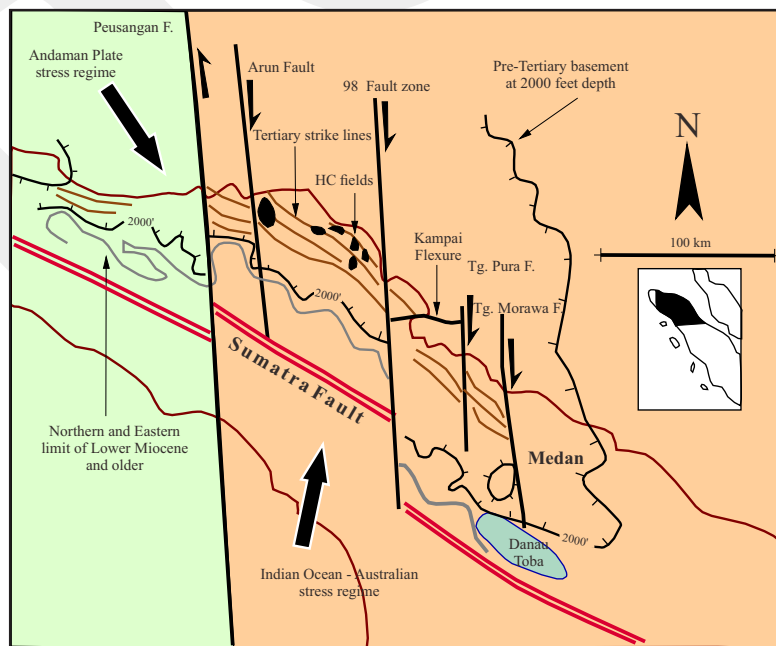 Peusangan F.
Andaman Plate
stress regime
Arun Fault
98 Fault zone
Pre-Tertiary basement
at 2000 feet depth
N
Tertiary strike lines
HC fields
2000'
Kampai
Flexure
100 km
Tg. Pura F.
2000'
Tg. Morawa F.
Sumatra Fault
Northern and Eastern
limit of Lower Miocene
and older
Medan
2000'
Danau
Toba
Indian Ocean - Australian
stress regime